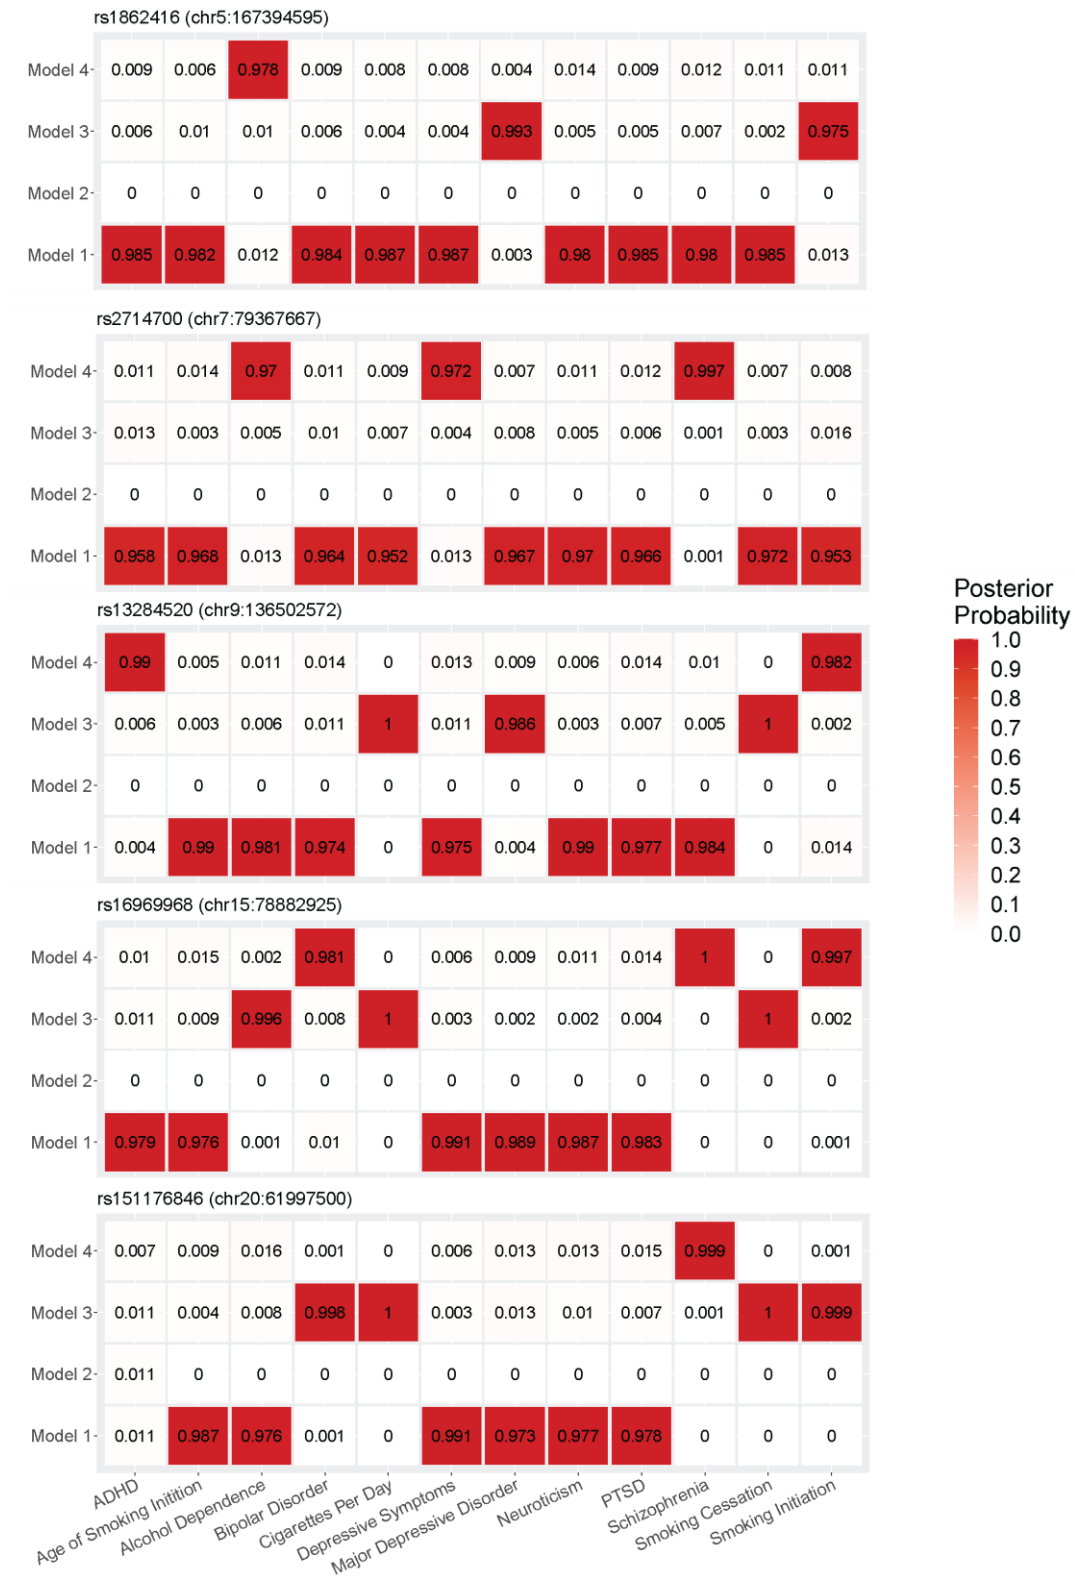 rs1862416 (chr5:167394595)
Model 4 0.009 0.006 0.978 0.009 0.008 0.008 0.004 0.014 0.009 0.012 0.011 0.011
Model 3 0.006 0.01 0.01 0.006 0.004 0.004 0.993 0.005 0.005 0.007 0.002 0.975
Model 2 0 0 0 0 0 0 0 0 0 0 0 0
Model 1 0.985 0.982 0.012 0.984 0.987 0.987 0.003 0.98 0.985 0.98 0.985 0.013
rs2714700 (chr7:79367667)
Model 4 0.011 0.014 0.97 0.011 0.009 0.972 0.007 0.011 0.012 0.997 0.007 0.008
Model 3 0.013 0.003 0.005 0.01 0.007 0.004 0.008 0.005 0.006 0.001 0.003 0.016
Model 2 0 0 0 0 0 0 0 0 0 0 0 0
Model 1 0.958 0.968 0.013 0.964 0.952 0.013 0.967 0.97 0.966 0.001 0.972 0.953
rs13284520 (chr9:136502572)
Model 4 0.99 0.005 0.011 0.014 0 0.013 0.009 0.006 0.014 0.01 0 0.982
Model 3 0.006 0.003 0.006 0.011 1 0.011 0.986 0.003 0.007 0.005 1 0.002
Model 2 0 0 0 0 0 0 0 0 0 0 0 0
Model 1 0.004 0.99 0.981 0.974 0 0.975 0.004 0.99 0.977 0.984 0 0.014
rs16969968 (chr15:78882925)
Model 4 0.01 0.015 0.002 0.981 0 0.006 0.009 0.011 0.014 1 0 0.997
Model 3 0.011 0.009 0.996 0.008 1 0.003 0.002 0.002 0.004 0 1 0.002
Model 2 0 0 0 0 0 0 0 0 0 0 0 0
Model 1 0.979 0.976 0.001 0.01 0 0.991 0.989 0.987 0.983 0 0 0.001
rs151176846 (chr20:61997500)
Model 4 0.007 0.009 0.016 0.001 0 0.006 0.013 0.013 0.015 0.999 0 0.001
Model 3 0.011 0.004 0.008 0.998 1 0.003 0.013 0.01 0.007 0.001 1 0.999
Model 2 0.011 0 0 0 0 0 0 0 0 0 0 0
Model 1 0.011 0.987 0.976 0.001 0 0.991 0.973 0.977 0.978 0 0 0
ADHD
Age of Smoking Initition
Alcohol Dependence
Bipolar Disorder
Cigarettes Per Day
Depressive Symptoms
Major Depressive Disorder
Neuroticism
PTSD
Schizophrenia
Smoking Cessation
Smoking Initiation
Posterior
Probability
1.0
0.9
0.8
0.7
0.6
0.5
0.4
0.3
0.2
0.1
0.0